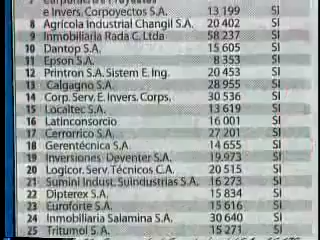 e Invers. Corpoyectos S.A. 13 199 SI
8 Agrícola Industrial Changil S.A. 20 402 SI
9 Inmobiliaria Rada C. Ltda 58 237 SI
10 Dantop S.A. 15 605 SI
11 Epson S.A. 8 353 SI
12 Printron S.A. Sistem E. Ing. 20 453 SI
13 Calgagno S.A. 28 955 SI
14 Corp. Serv. E. Invers. Corps. 30 536 SI
15 Localtec S.A. 13 619 SI
16 Latinconsorcio 16 001 SI
17 Cerrorrico S.A. 27 201 SI
18 Gerentécnica S.A. 14 655 SI
19 Inversiones Deventer S.A. 19.973 SI
20 Logicor. Serv. Técnicos C.A. 20 515 SI
21 Sumini Indust. Suindustrias S.A. 16 273 SI
22 Dipterex S.A. 15 834 SI
23 Euroforte S.A. 15 616 SI
24 Inmobiliaria Salamina S.A. 30 640 SI
25 Tritumol S.A. 15 271 SI